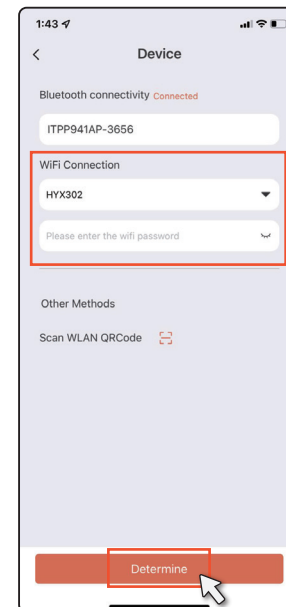 1:43
Device
Bluetooth connectivity Connected
ITPP941AP-3656
WiFi Connection
HYX302
Please enter the wifi password
Other Methods
Scan WLAN QRCode
Determine